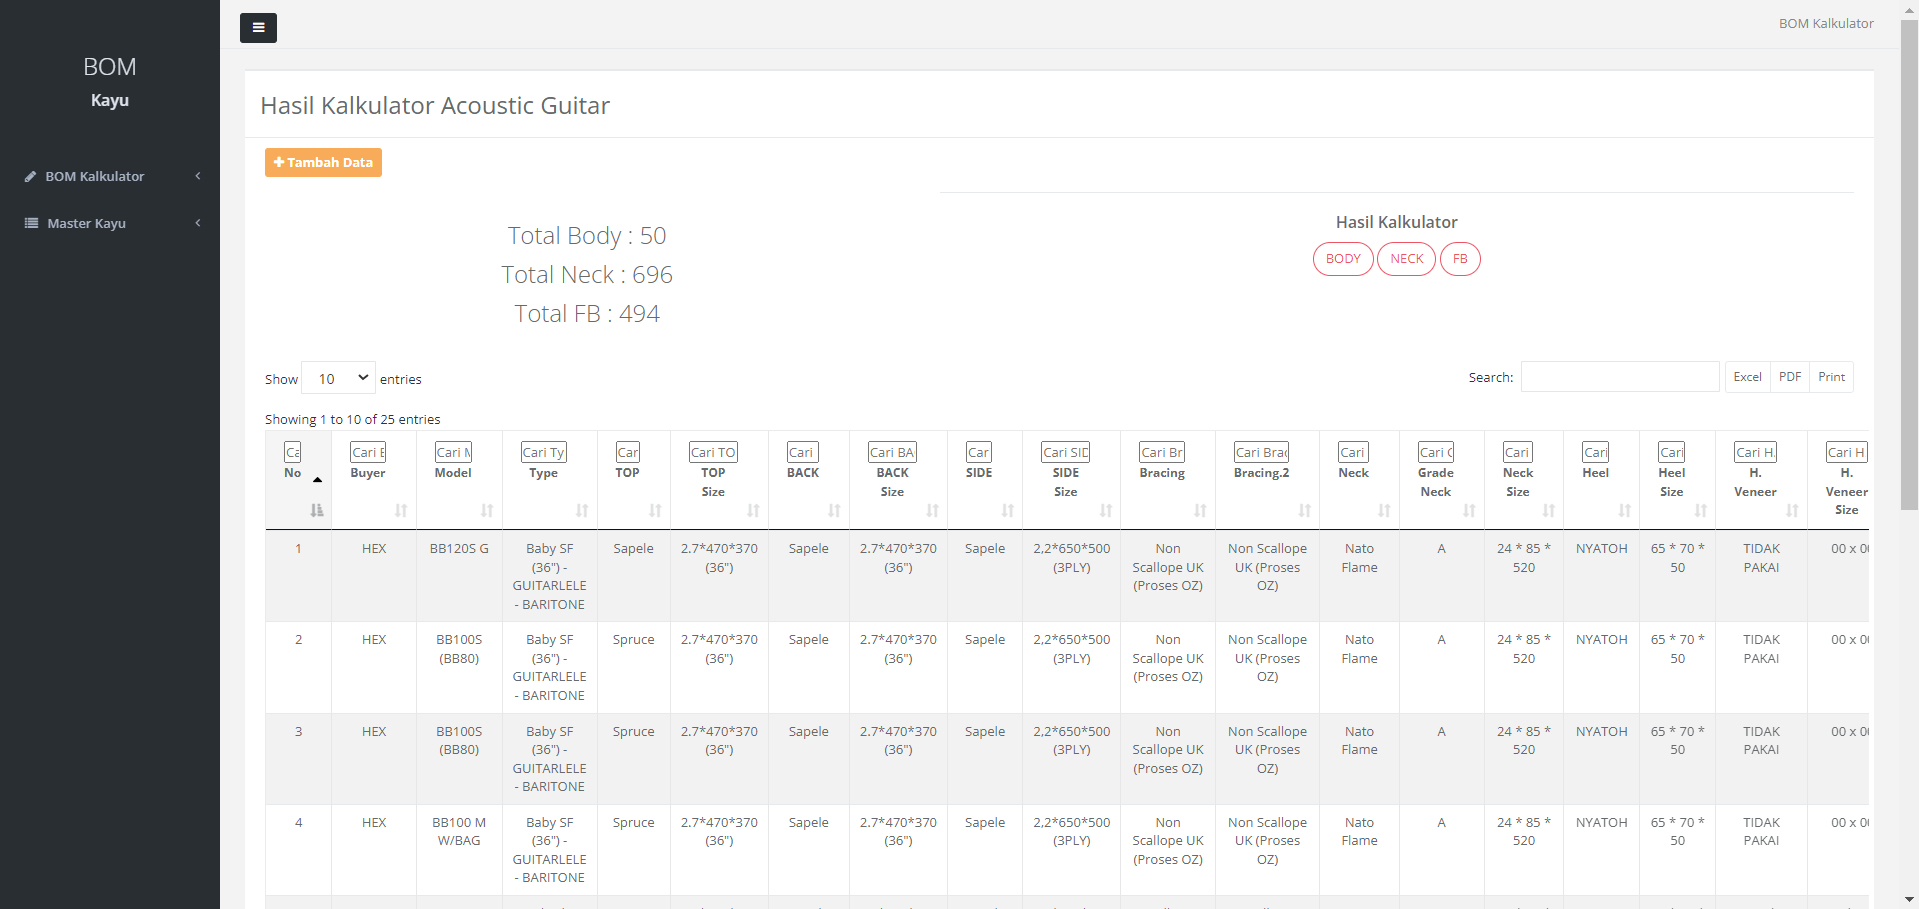 BOM
Kayu
BOM Kalkulator
Master Kayu
BOM Kalkulator
Hasil Kalkulator Acoustic Guitar
Tambah Data
Total Body : 50
Total Neck : 696
Total FB : 494
Hasil Kalkulator
BODY NECK FB
Show 10 entries
Search: Excel PDF Print
Showing 1 to 10 of 25 entries
Ca Cari B Cari M Cari Ty Car Cari TO Cari Cari BA Car Cari SID Cari Br Cari Brac Cari Cari G Cari Cari Cari Cari H. Cari H
No Buyer Model Type TOP TOP BACK BACK SIDE SIDE Bracing Bracing.2 Neck Grade Neck Heel Heel H. H.
Size Size Size Neck Size Size Veneer Veneer
Size
1 HEX BB120S G Baby SF Sapele 2.7*470*370 Sapele 2.7*470*370 Sapele 2,2*650*500 Non Non Scallope Nato A 24 * 85 * NYATOH 65 * 70 * TIDAK 00 x 00
(36") - (36") (36") (3PLY) Scallope UK UK (Proses Flame 520 50 PAKAI
GUITARLELE (Proses OZ) OZ)
- BARITONE
2 HEX BB100S Baby SF Spruce 2.7*470*370 Sapele 2.7*470*370 Sapele 2,2*650*500 Non Non Scallope Nato A 24 * 85 * NYATOH 65 * 70 * TIDAK 00 x 00
(BB80) (36") - (36") (36") (3PLY) Scallope UK UK (Proses Flame 520 50 PAKAI
GUITARLELE (Proses OZ) OZ)
- BARITONE
3 HEX BB100S Baby SF Spruce 2.7*470*370 Sapele 2.7*470*370 Sapele 2,2*650*500 Non Non Scallope Nato A 24 * 85 * NYATOH 65 * 70 * TIDAK 00 x 00
(BB80) (36") - (36") (36") (3PLY) Scallope UK UK (Proses Flame 520 50 PAKAI
GUITARLELE (Proses OZ) OZ)
- BARITONE
4 HEX BB100 M Baby SF Spruce 2.7*470*370 Sapele 2.7*470*370 Sapele 2,2*650*500 Non Non Scallope Nato A 24 * 85 * NYATOH 65 * 70 * TIDAK 00 x 00
W/BAG (36") - (36") (36") (3PLY) Scallope UK UK (Proses Flame 520 50 PAKAI
GUITARLELE (Proses OZ) OZ)
- BARITONE